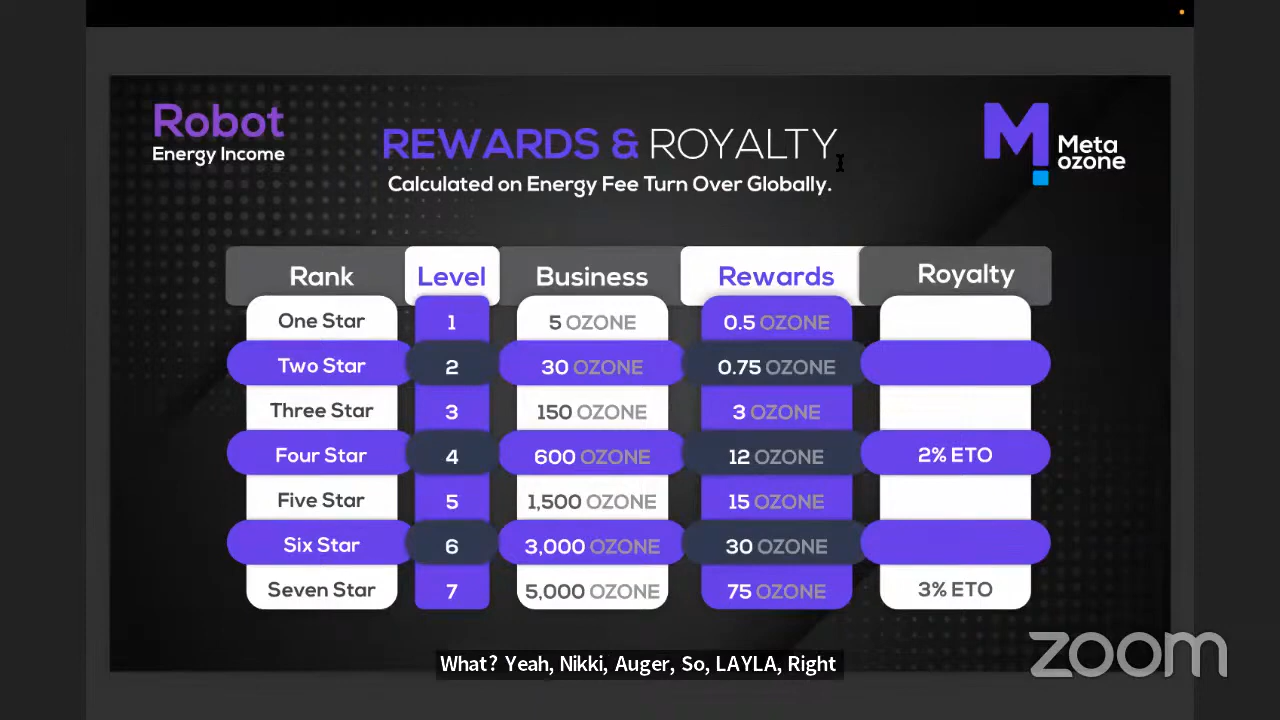 Robot
Energy Income
REWARDS & ROYALTY
Calculated on Energy Fee Turn Over Globally.
M
Meta
ozone
Rank Level Business Rewards Royalty
One Star 1 5 OZONE 0.5 OZONE
Two Star 2 30 OZONE 0.75 OZONE
Three Star 3 150 OZONE 3 OZONE
Four Star 4 600 OZONE 12 OZONE 2% ETO
Five Star 5 1,500 OZONE 15 OZONE
Six Star 6 3,000 OZONE 30 OZONE
Seven Star 7 5,000 OZONE 75 OZONE 3% ETO
zoom
What? Yeah, Nikki, Auger, So, LAYLA, Right